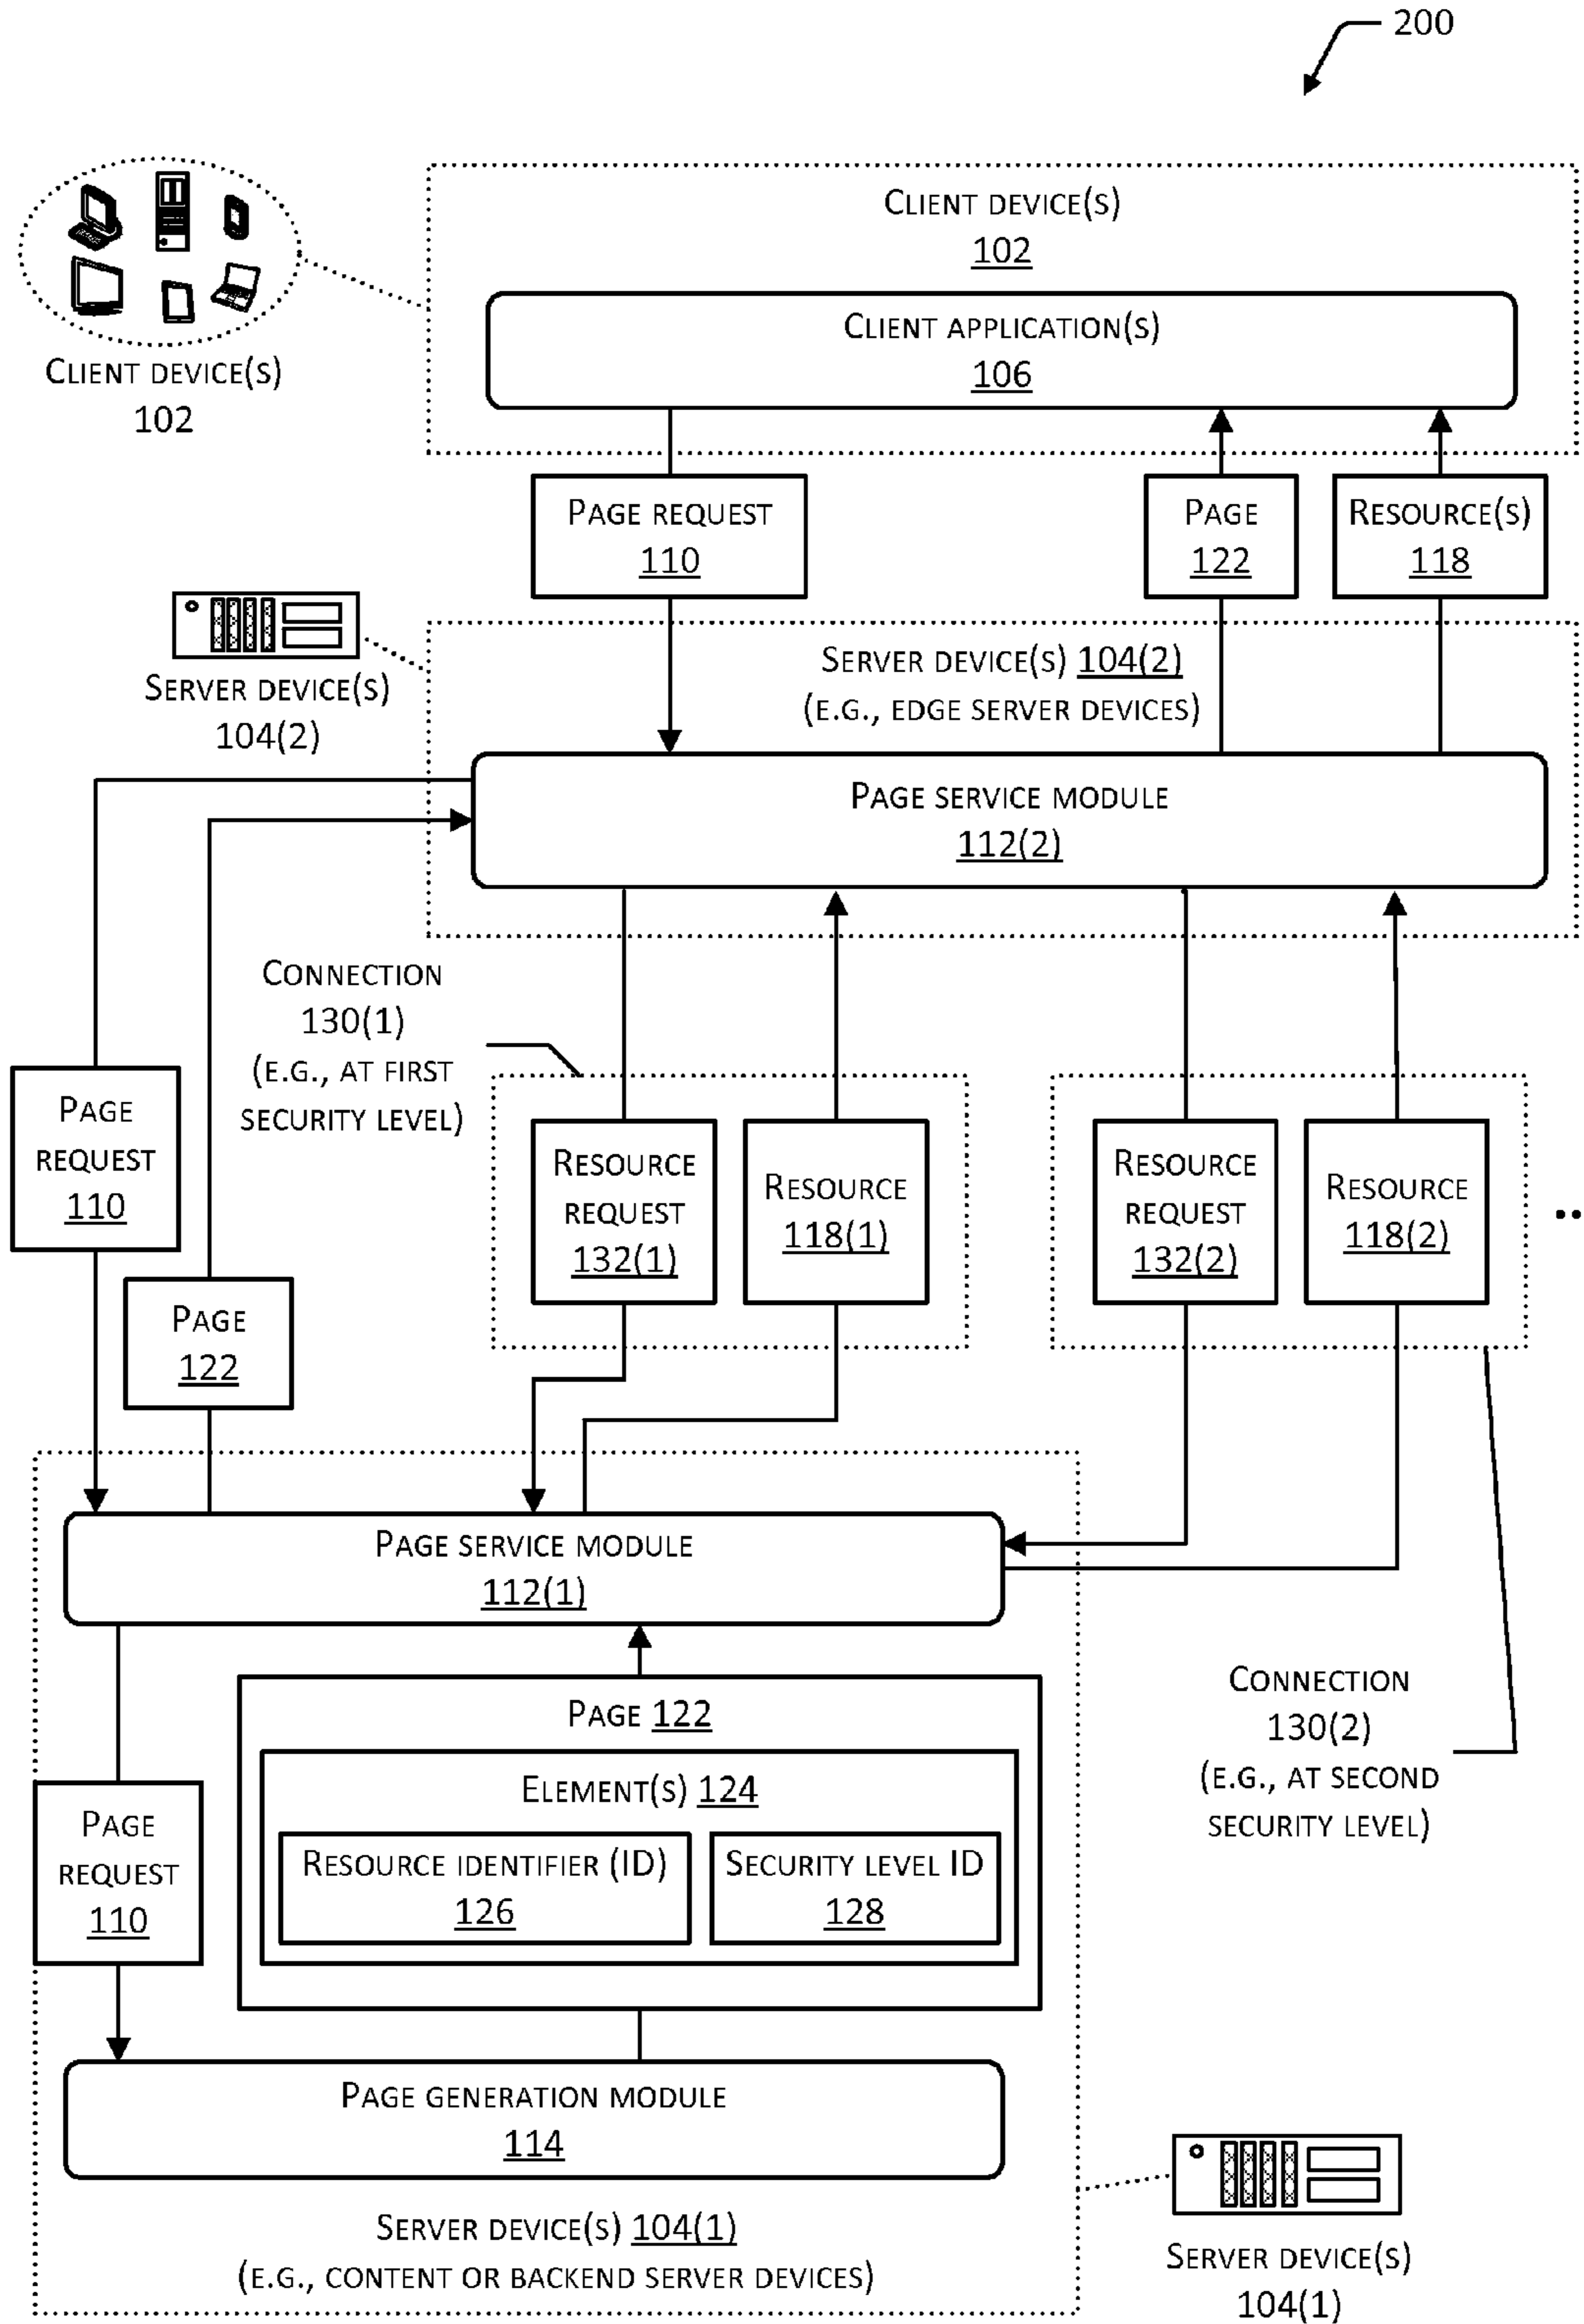 200
Client device(s)
102
Client device(s)
102
Client application(s)
106
Page request
110
Page
122
Resource(s)
118
Server device(s)
104(2)
Server device(s) 104(2)
(e.g., edge server devices)
Page service module
112(2)
Connection
130(1)
(e.g., at first
security level)
Page
request
110
Page
122
Resource
request
132(1)
Resource
118(1)
Resource
request
132(2)
Resource
118(2)
..
Page service module
112(1)
Page
request
110
Page 122
Element(s) 124
Resource identifier (ID)
126
Security level ID
128
Connection
130(2)
(e.g., at second
security level)
Page generation module
114
Server device(s) 104(1)
(e.g., content or backend server devices)
Server device(s)
104(1)